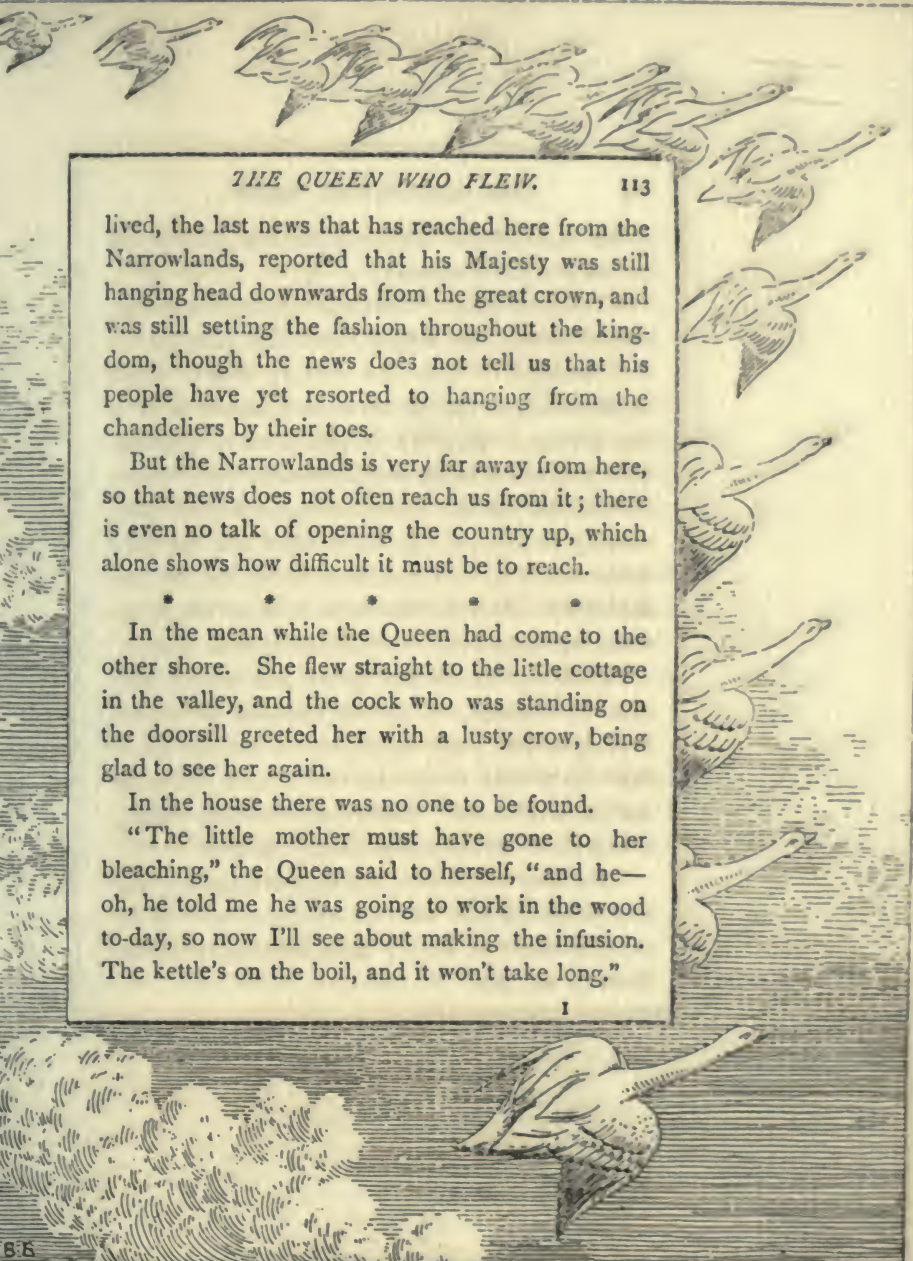 THE QUEEN WHO FLEW. 113
lived, the last news that has reached here from the
Narrowlands, reported that his Majesty was still
hanging head downwards from the great crown, and
was still setting the fashion throughout the king-
dom, though the news does not tell us that his
people have yet resorted to hanging from the
chandeliers by their toes.
But the Narrowlands is very far away from here,
so that news does not often reach us from it; there
is even no talk of opening the country up, which
alone shows how difficult it must be to reach.
* * * * *
In the mean while the Queen had come to the
other shore. She flew straight to the little cottage
in the valley, and the cock who was standing on
the doorsill greeted her with a lusty crow, being
glad to see her again.
In the house there was no one to be found.
“The little mother must have gone to her
bleaching,” the Queen said to herself, “and he—
oh, he told me he was going to work in the wood
to-day, so now I'll see about making the infusion.
The kettle's on the boil, and it won't take long.”
I